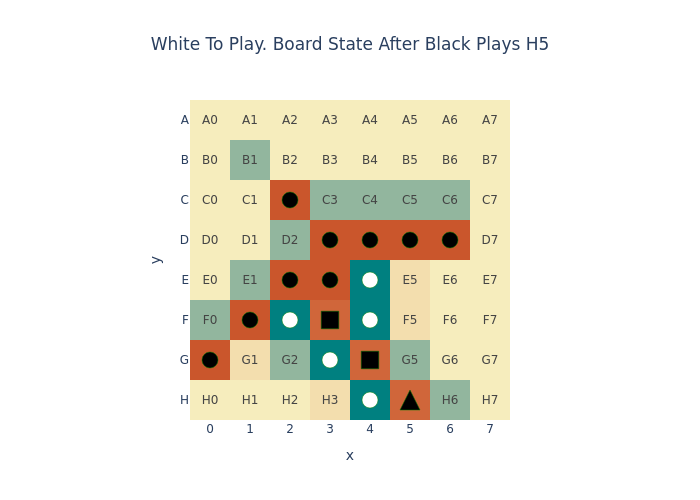 White To Play. Board State After Black Plays H5
A A0 A1 A2 A3 A4 A5 A6 A7
B B0 B1 B2 B3 B4 B5 B6 B7
C C0 C1 C3 C4 C5 C6 C7
D D0 D1 D2 D7
E E0 E1 E5 E6 E7
F F0 F5 F6 F7
G G1 G2 G5 G6 G7
H H0 H1 H2 H3 H6 H7
0 1 2 3 4 5 6 7
x
y